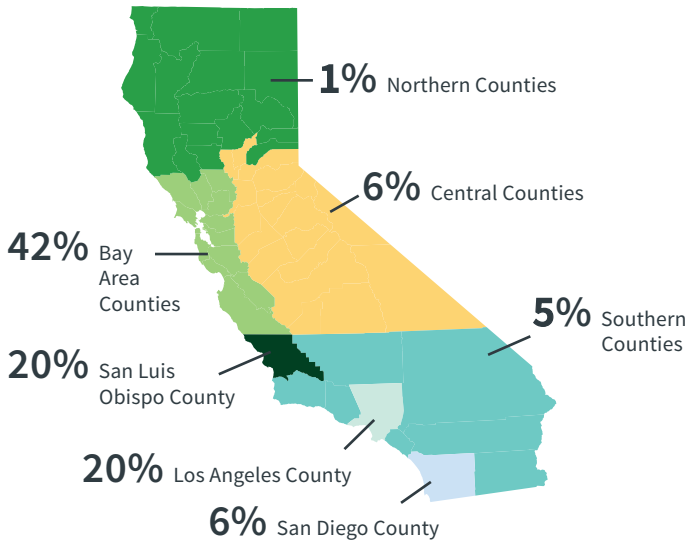 1% Northern Counties
6% Central Counties
42% Bay
Area
Counties
5% Southern
Counties
20% San Luis
Obispo County
20% Los Angeles County
6% San Diego County